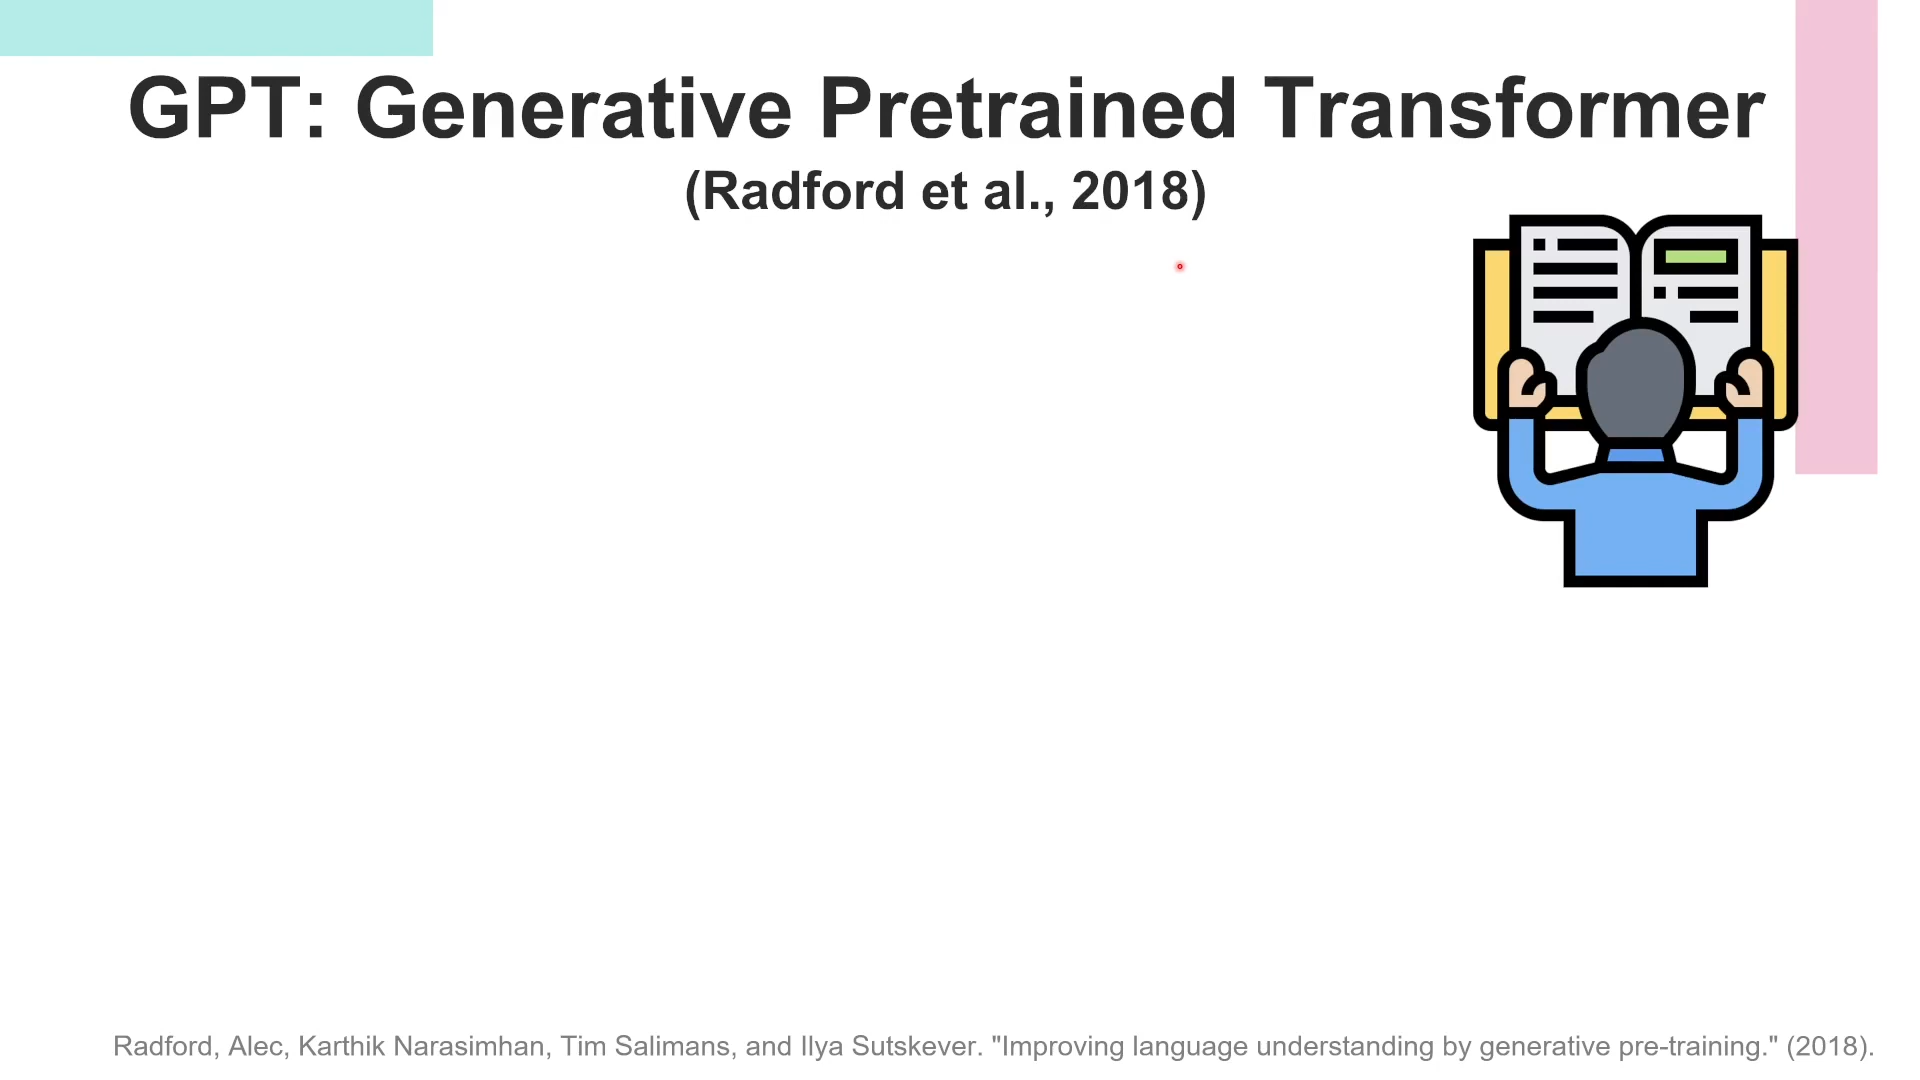 GPT: Generative Pretrained Transformer
(Radford et al., 2018)
Radford, Alec, Karthik Narasimhan, Tim Salimans, and Ilya Sutskever. "Improving language understanding by generative pre-training." (2018).